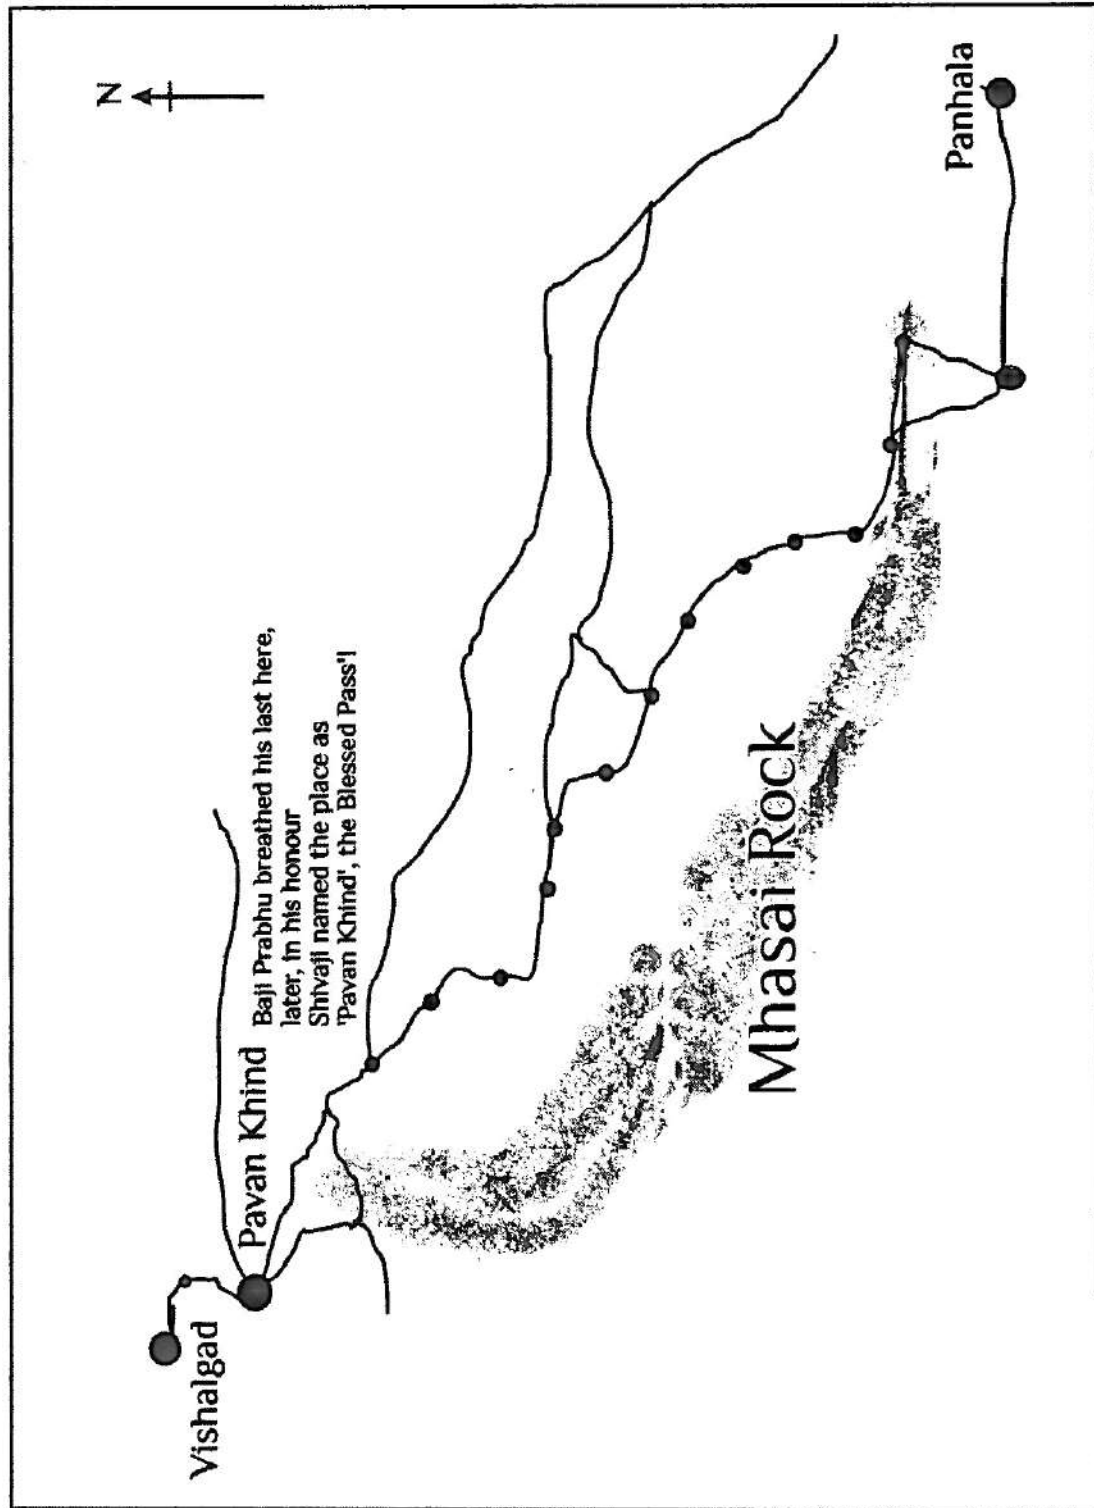 N
Vishalgad
Pavan Khind
Baji Prabhu breathed his last here,
later, in his honour
Shivaji named the place as
'Pavan Khind', the Blessed Pass'!
Mhasai Rock
Panhala